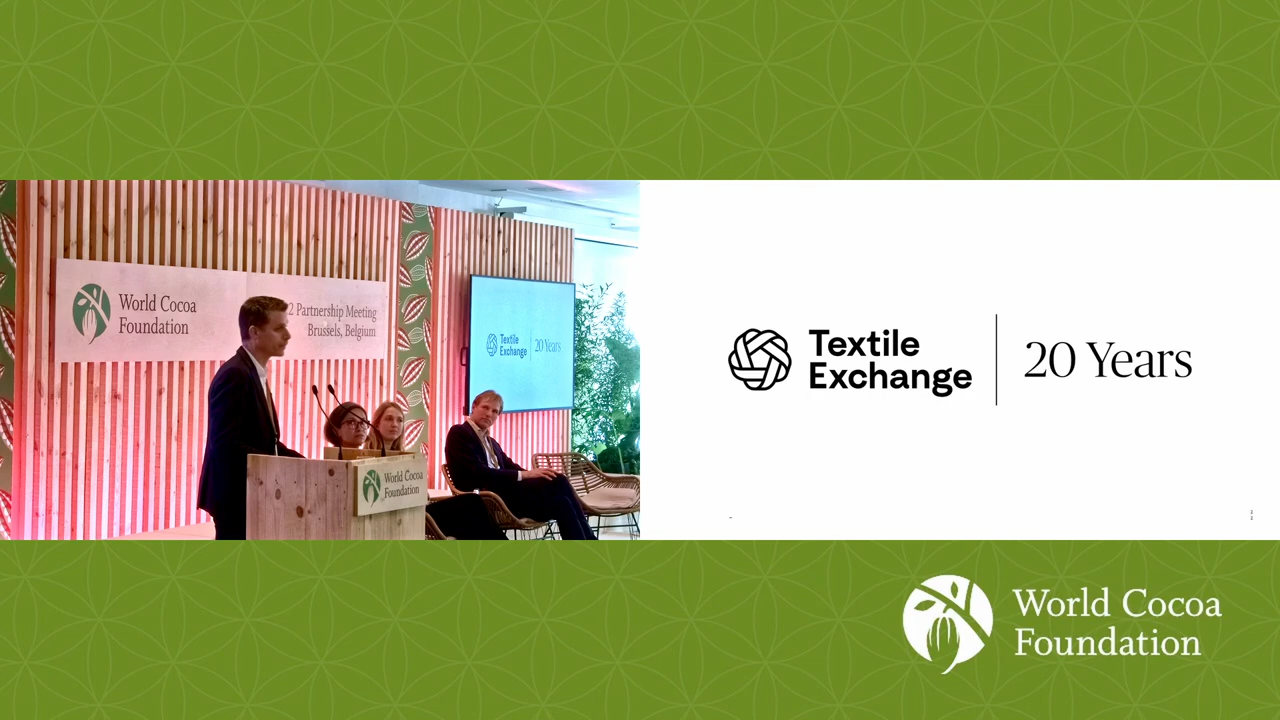 World Cocoa
Foundation
2 Partnership Meeting
Brussels, Belgium
Textile
Exchange
20 Years
World Cocoa
Foundation
Textile
Exchange
20 Years
World Cocoa
Foundation